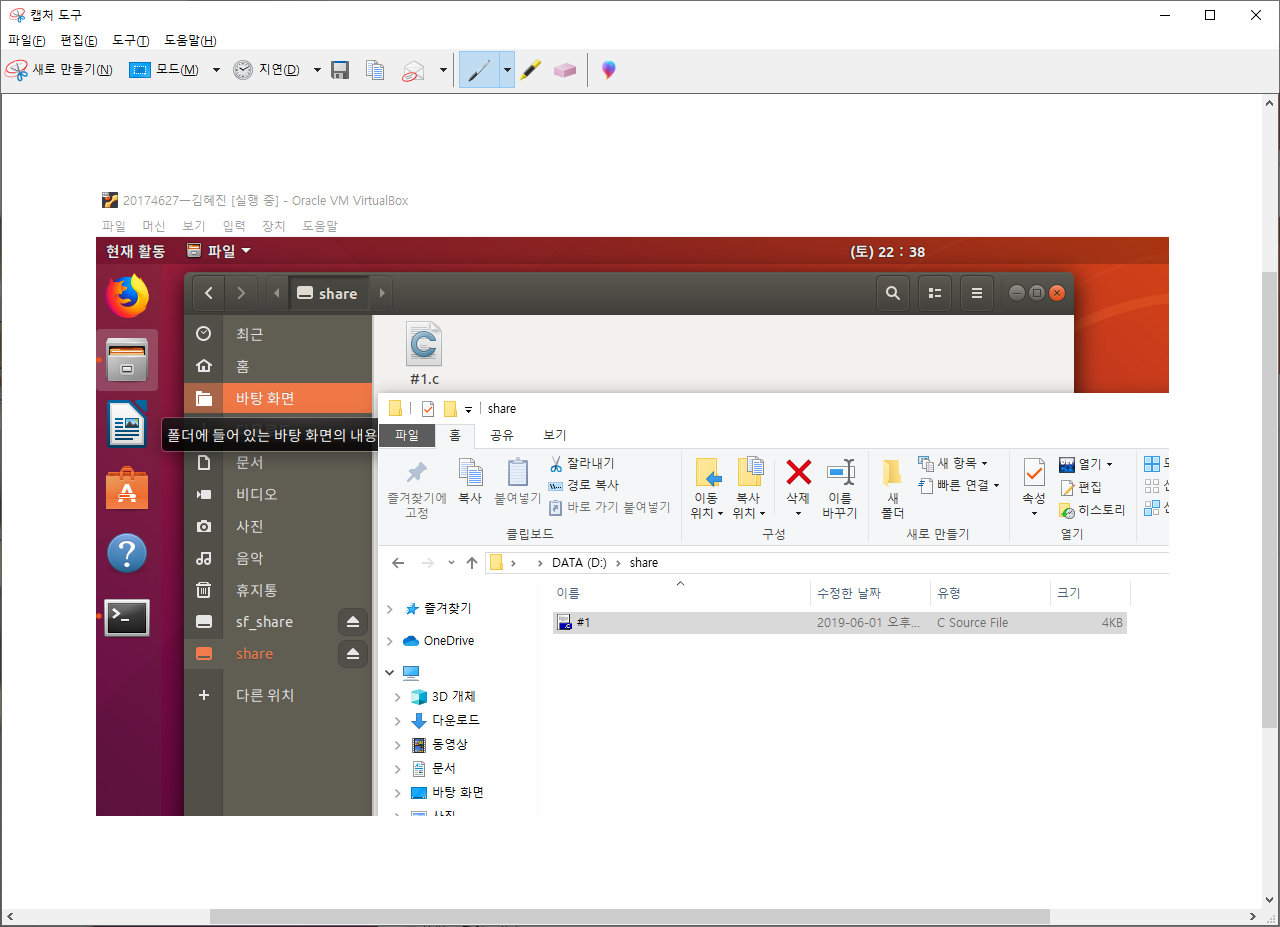 캡처 도구
파일(F) 편집(E) 도구(T) 도움말(H)
새로 만들기(N) 모드(M) 지연(D)
20174627—김혜진 [실행 중] - Oracle VM VirtualBox
파일 머신 보기 입력 장치 도움말
현재 활동 파일 (토) 22 : 38
share
최근
홈
바탕 화면
폴더에 들어 있는 바탕 화면의 내용
문서
비디오
사진
음악
휴지통
sf_share
share
다른 위치
#1.c
share
파일 홈 공유 보기
즐겨찾기에 고정
복사
붙여넣기
잘라내기
경로 복사
바로 가기 붙여넣기
클립보드
이동 위치
복사 위치
삭제
이름 바꾸기
구성
새 폴더
새 항목
빠른 연결
새로 만들기
속성
열기
편집
히스토리
열기
DATA (D:) share
이름 수정한 날짜 유형 크기
#1 2019-06-01 오후... C Source File 4KB
즐겨찾기
OneDrive
3D 개체
다운로드
동영상
문서
바탕 화면
사진